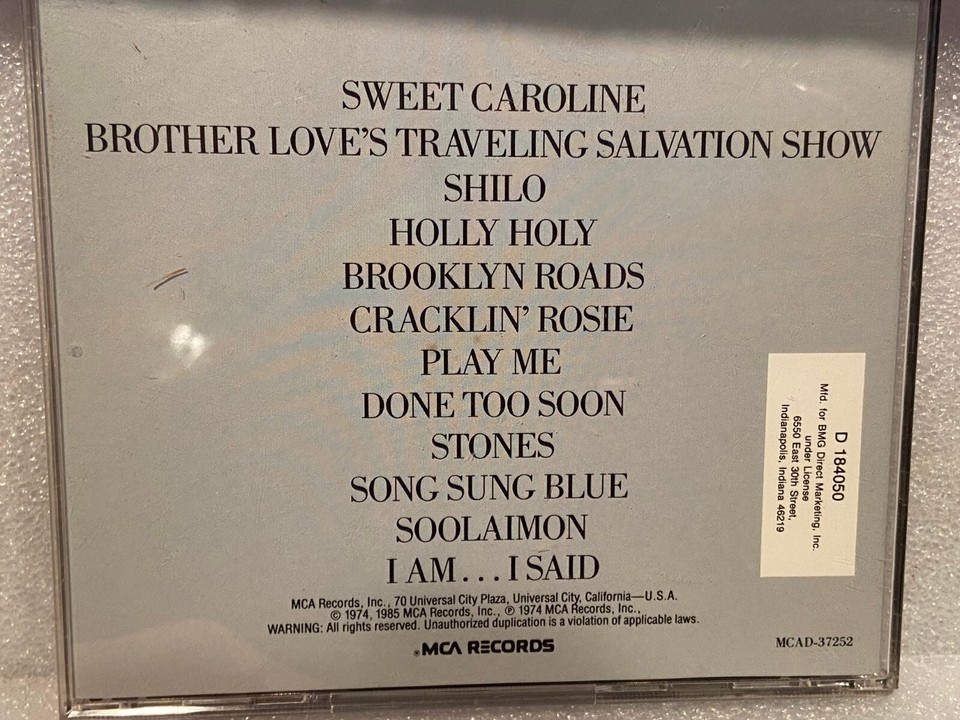 SWEET CAROLINE
BROTHER LOVE'S TRAVELING SALVATION SHOW
SHILO
HOLLY HOLY
BROOKLYN ROADS
CRACKLIN' ROSIE
PLAY ME
DONE TOO SOON
STONES
SONG SUNG BLUE
SOOLAIMON
I AM...I SAID
MCA Records, Inc., 70 Universal City Plaza, Universal City, California—U.S.A.
© 1974, 1985 MCA Records, Inc., ℗ 1974 MCA Records, Inc.,
WARNING: All rights reserved. Unauthorized duplication is a violation of applicable laws.
MCA RECORDS
MCAD-37252
D 184050
Mfd. for BMG Direct Marketing, Inc.
under License
6550 East 30th Street,
Indianapolis, Indiana 46219